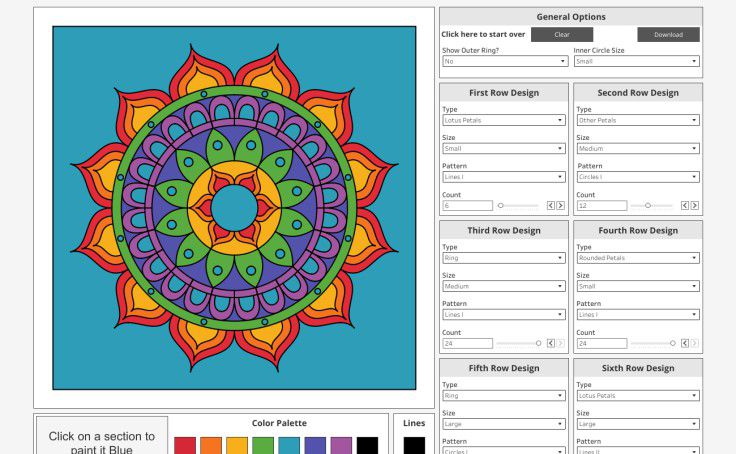 General Options
Click here to start over Clear Download
Show Outer Ring? Inner Circle Size
No Small
First Row Design Second Row Design
Type Type
Lotus Petals Other Petals
Size Size
Small Medium
Pattern Pattern
Lines I Circles I
Count Count
6 12
Third Row Design Fourth Row Design
Type Type
Ring Rounded Petals
Size Size
Medium Small
Pattern Pattern
Lines I Lines I
Count Count
24 24
Fifth Row Design Sixth Row Design
Type Type
Ring Lotus Petals
Size Size
Large Large
Pattern Pattern
Circles I Lines II
Click on a section to
paint it Blue
Color Palette Lines